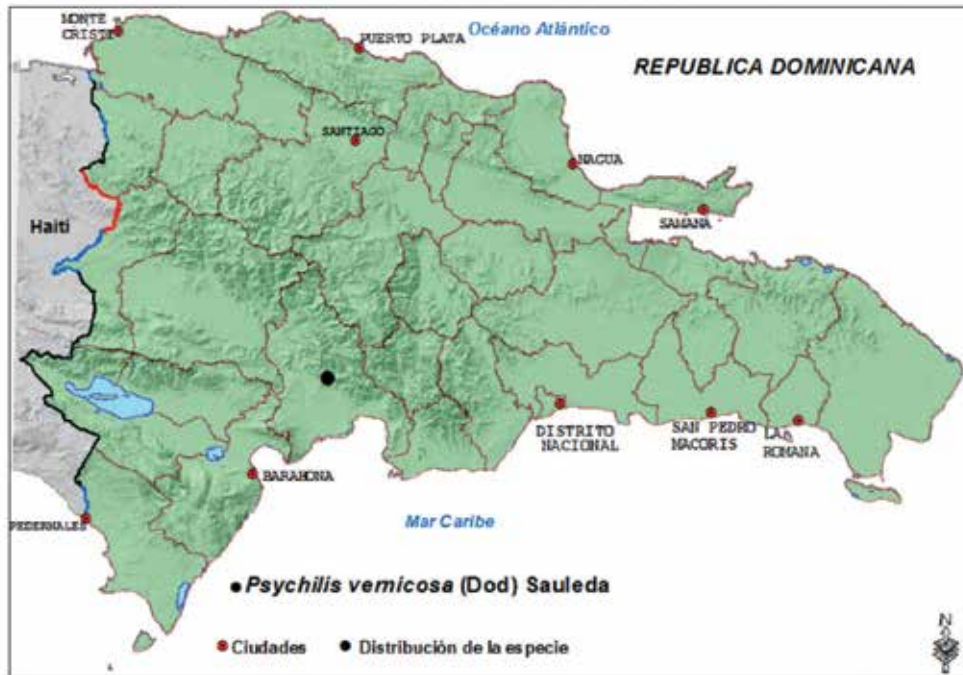 MONTE
CRISTI
PUERTO PLATA
Océano Atlántico
REPUBLICA DOMINICANA
SANTIAGO
NAGUA
SAMANA
Haití
DISTRITO
NACIONAL
SAN PEDRO
MACORIS
LA
ROMANA
BARAHONA
PEDERNALES
Mar Caribe
Psychilis vernicosa (Dod) Sauleda
Ciudades
Distribución de la especie
N